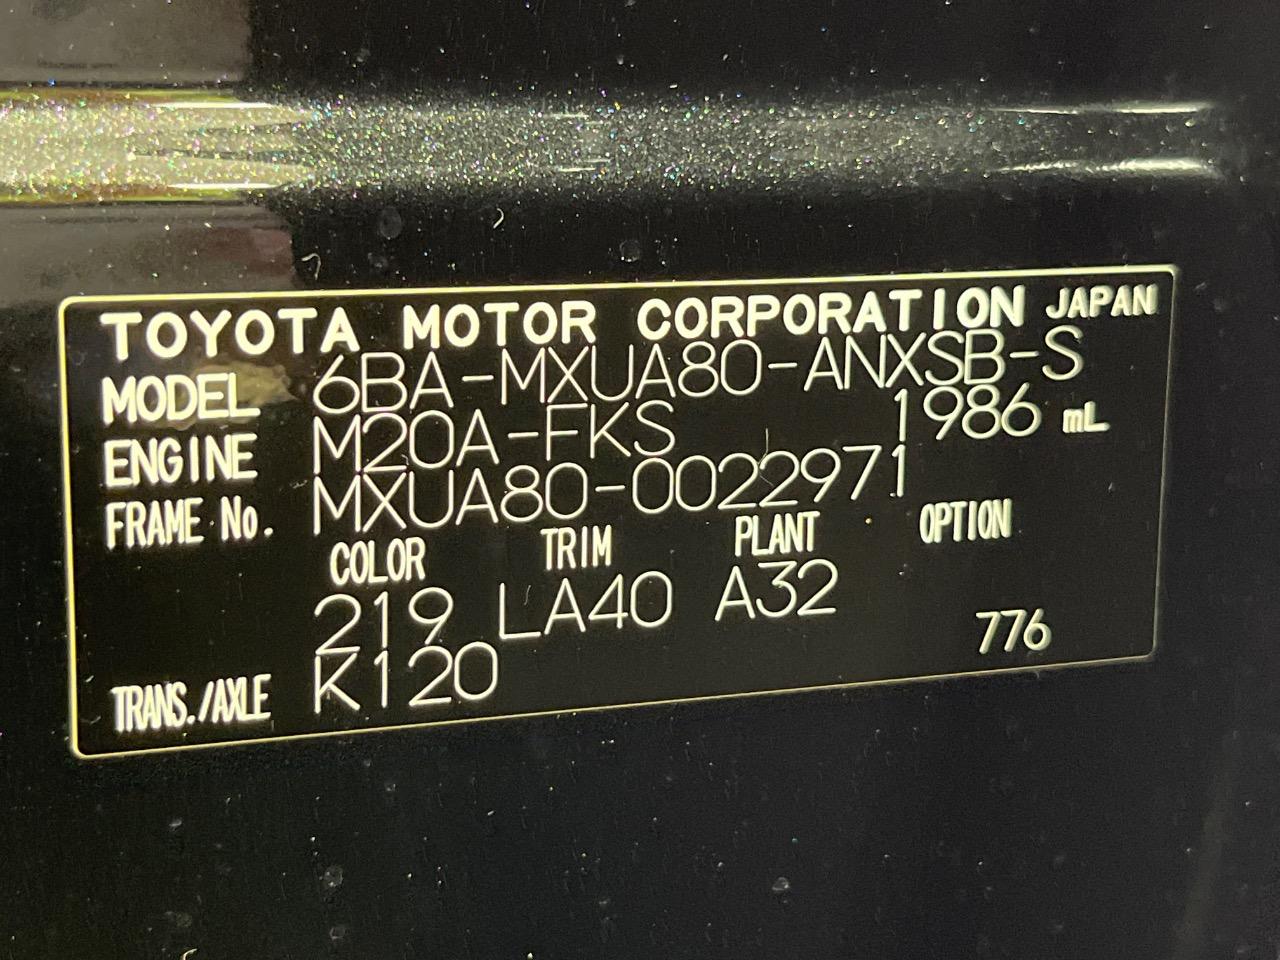 TOYOTA MOTOR CORPORATION JAPAN
MODEL 6BA-MXUA80-ANXSB-S
ENGINE M20A-FKS 1986 mL
FRAME No. MXUA80-0022971
COLOR TRIM PLANT OPTION
219 LA40 A32
776
TRANS./AXLE K120